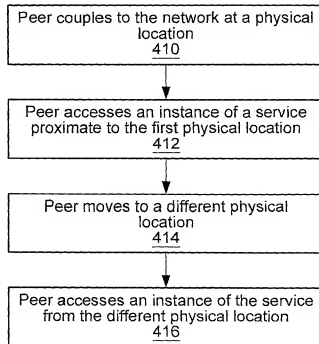 Peer couples to the network at a physical
location
410
Peer accesses an instance of a service
proximate to the first physical location
412
Peer moves to a different physical
location
414
Peer accesses an instance of the service
from the different physical location
416